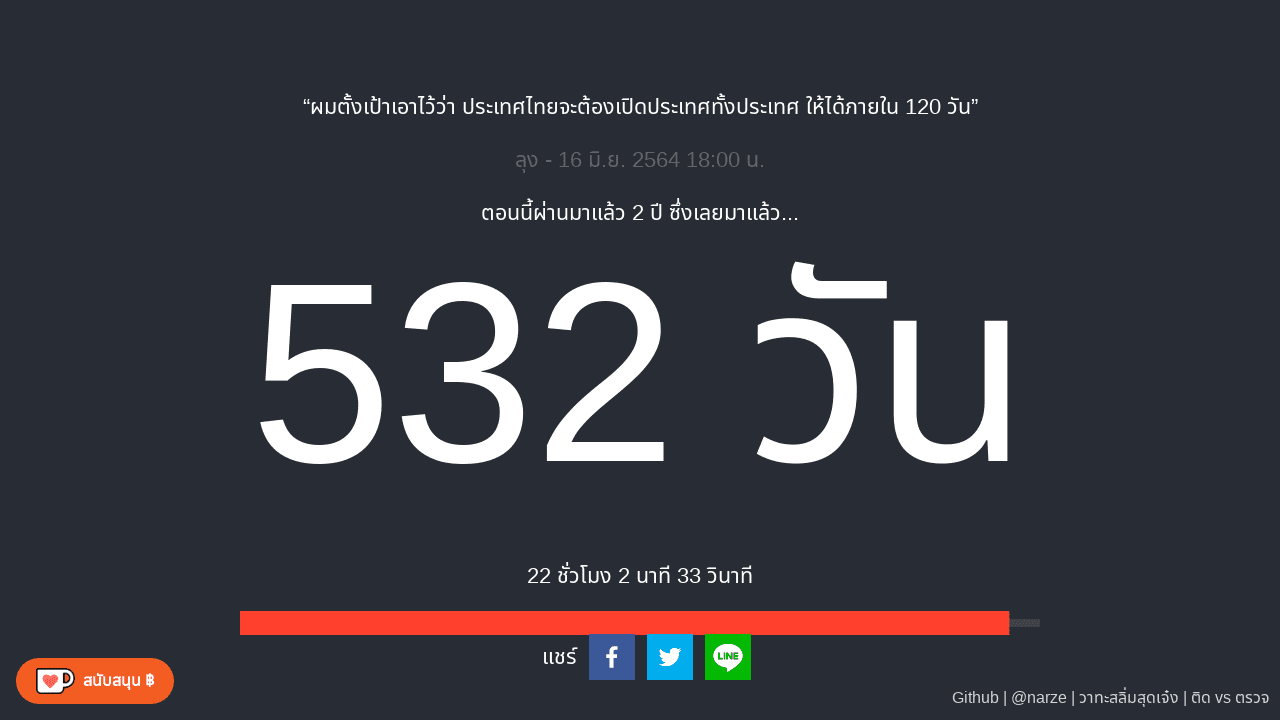 “ผมตั้งเป้าเอาไว้ว่า ประเทศไทยจะต้องเปิดประเทศทั้งประเทศ ให้ได้ภายใน 120 วัน”
ลุง - 16 มิ.ย. 2564 18:00 น.
ตอนนี้ผ่านมาแล้ว 2 ปี ซึ่งเลยมาแล้ว...
532 วัน
22 ชั่วโมง 2 นาที 33 วินาที
แชร์
LINE
สนับสนุน ฿
Github | @narze | วาทะสลิ่มสุดเจ๋ง | ติด vs ตรวจ